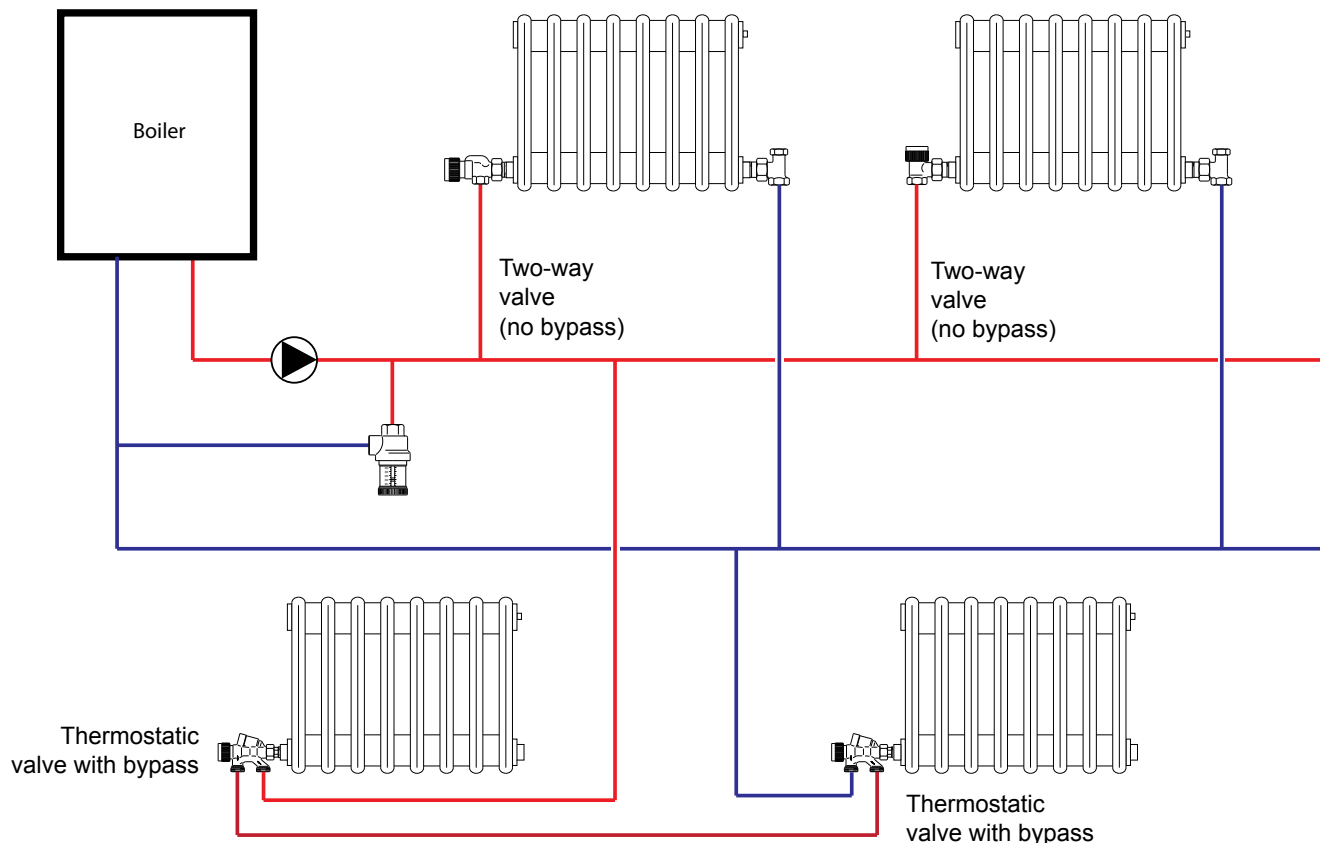 Boiler
Two-way
valve
(no bypass)
Two-way
valve
(no bypass)
Thermostatic
valve with bypass
Thermostatic
valve with bypass